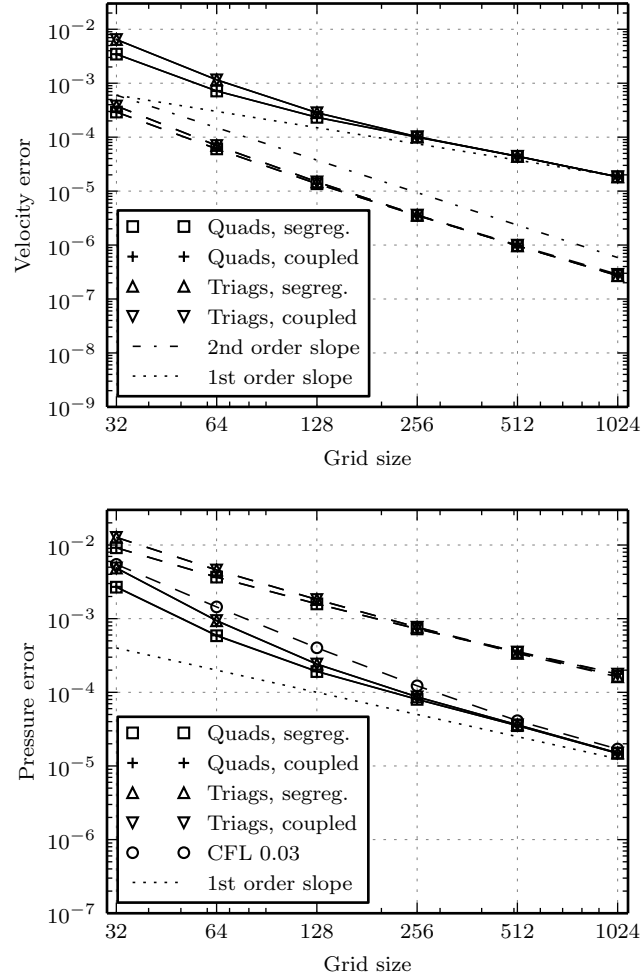 10⁻²
10⁻³
10⁻⁴
10⁻⁵
10⁻⁶
10⁻⁷
10⁻⁸
10⁻⁹
Velocity error
Quads, segreg.
Quads, coupled
Triags, segreg.
Triags, coupled
2nd order slope
1st order slope
32 64 128 256 512 1024
Grid size
10⁻²
10⁻³
10⁻⁴
10⁻⁵
10⁻⁶
10⁻⁷
Pressure error
Quads, segreg.
Quads, coupled
Triags, segreg.
Triags, coupled
CFL 0.03
1st order slope
32 64 128 256 512 1024
Grid size